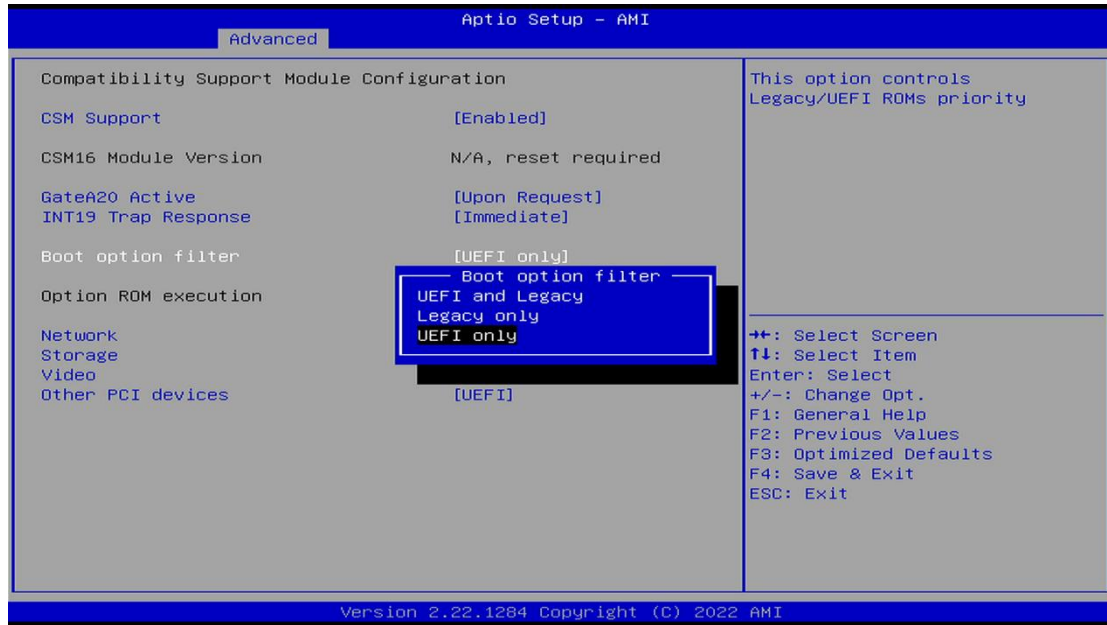 Aptio Setup – AMI
Advanced
Compatibility Support Module Configuration
CSM Support [Enabled]
CSM16 Module Version N/A, reset required
GateA20 Active [Upon Request]
INT19 Trap Response [Immediate]
Boot option filter [UEFI only]
Boot option filter
UEFI and Legacy
Legacy only
UEFI only
Option ROM execution
Network
Storage
Video
Other PCI devices [UEFI]
This option controls
Legacy/UEFI ROMs priority
→←: Select Screen
↑↓: Select Item
Enter: Select
+/-: Change Opt.
F1: General Help
F2: Previous Values
F3: Optimized Defaults
F4: Save & Exit
ESC: Exit
Version 2.22.1284 Copyright (C) 2022 AMI